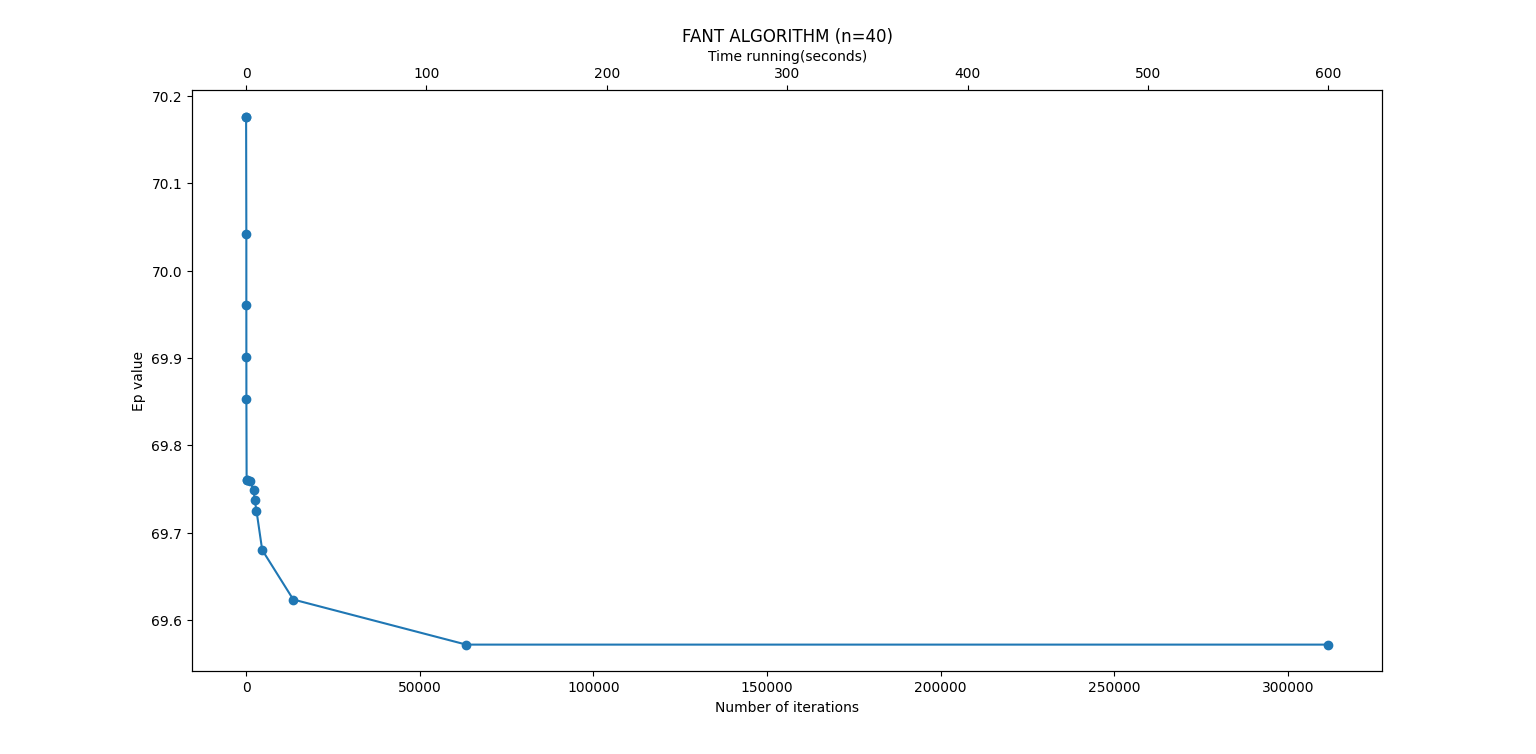 FANT ALGORITHM (n=40)
Time running(seconds)
0 100 200 300 400 500 600
70.2
70.1
70.0
69.9
69.8
69.7
69.6
Ep value
0 50000 100000 150000 200000 250000 300000
Number of iterations